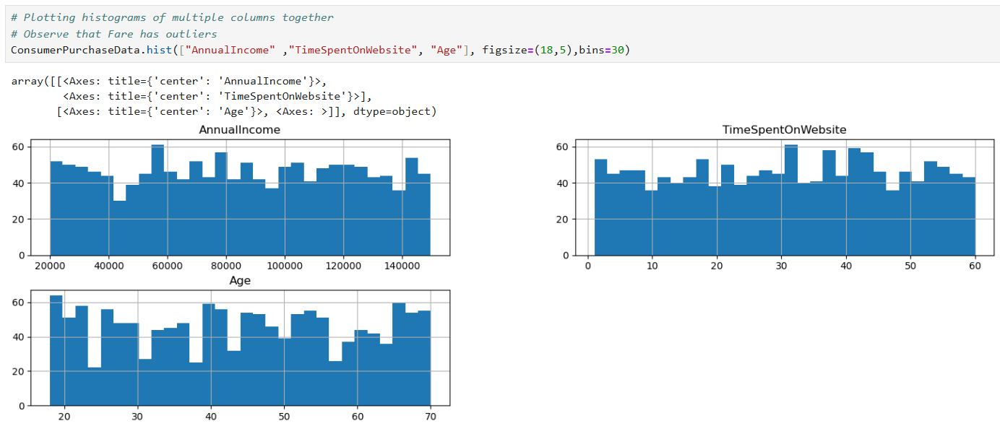 # Plotting histograms of multiple columns together
# Observe that Fare has outliers
ConsumerPurchaseData.hist(["AnnualIncome" ,"TimeSpentOnWebsite", "Age"], figsize=(18,5),bins=30)
array([[<Axes: title={'center': 'AnnualIncome'}>,
<Axes: title={'center': 'TimeSpentOnWebsite'}>],
[<Axes: title={'center': 'Age'}>, <Axes: >]], dtype=object)
AnnualIncome
60
40
20
0
20000 40000 60000 80000 100000 120000 140000
TimeSpentOnWebsite
60
40
20
0
0 10 20 30 40 50 60
Age
60
40
20
0
20 30 40 50 60 70